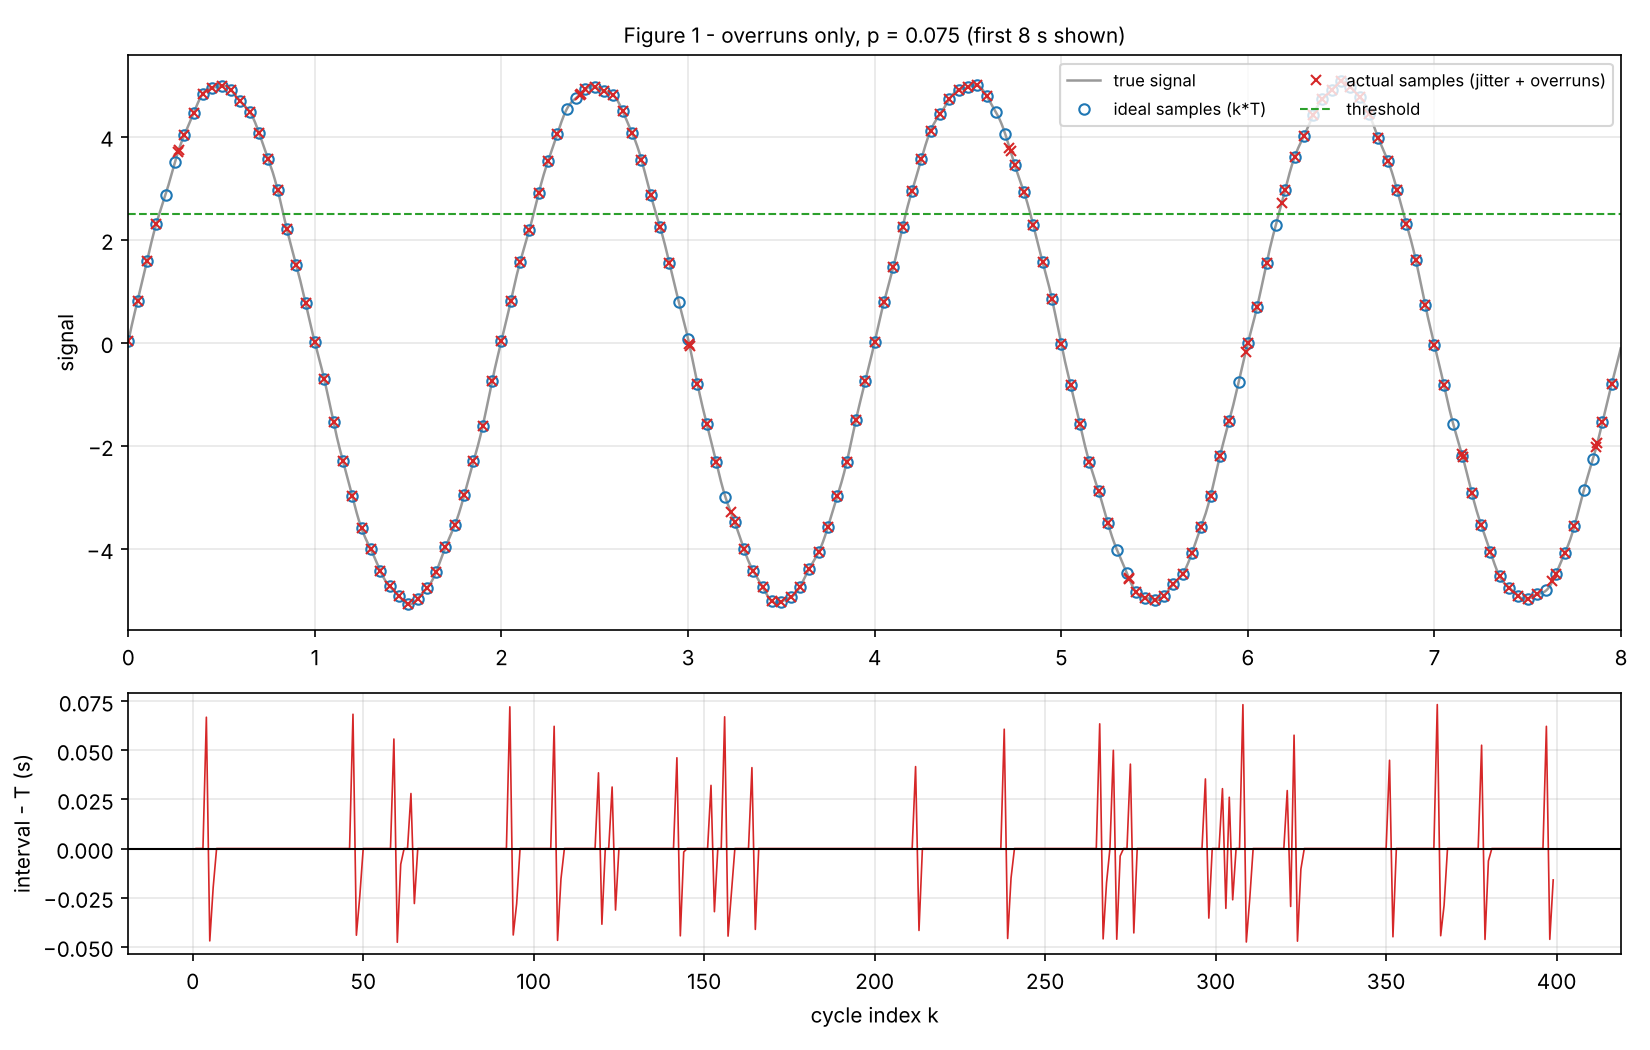 Figure 1 - overruns only, p = 0.075 (first 8 s shown)
true signal
ideal samples (k*T)
actual samples (jitter + overruns)
threshold
signal
4
2
0
−2
−4
0 1 2 3 4 5 6 7 8
interval - T (s)
0.075
0.050
0.025
0.000
−0.025
−0.050
0 50 100 150 200 250 300 350 400
cycle index k